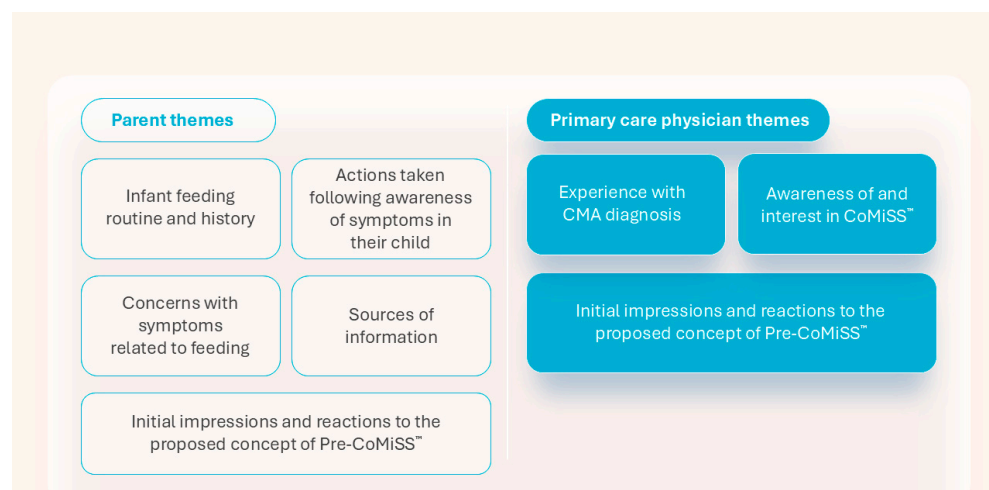 Parent themes
Infant feeding
routine and history
Actions taken
following awareness
of symptoms in
their child
Concerns with
symptoms
related to feeding
Sources of
information
Initial impressions and reactions to the
proposed concept of Pre-CoMiSS™
Primary care physician themes
Experience with
CMA diagnosis
Awareness of and
interest in CoMiSS™
Initial impressions and reactions to the
proposed concept of Pre-CoMiSS™